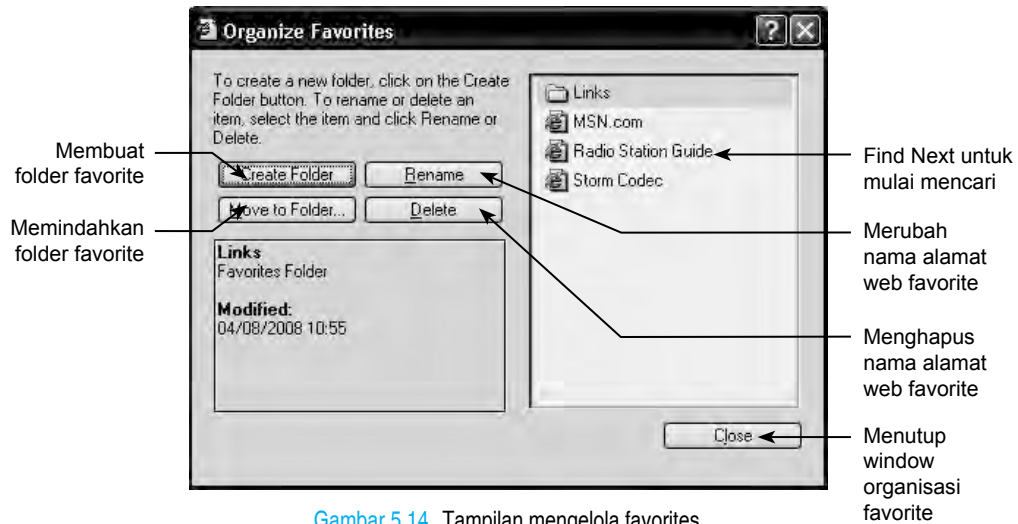 Organize Favorites
To create a new folder, click on the Create
Folder button. To rename or delete an
item, select the item and click Rename or
Delete.
Create Folder
Rename
Move to Folder...
Delete
Links
Favorites Folder
Modified:
04/08/2008 10:55
Links
MSN.com
Radio Station Guide
Storm Codec
Close
Membuat
folder favorite
Memindahkan
folder favorite
Find Next untuk
mulai mencari
Merubah
nama alamat
web favorite
Menghapus
nama alamat
web favorite
Menutup
window
organisasi
favorite
Gambar 5.14 Tampilan mengelola favorites